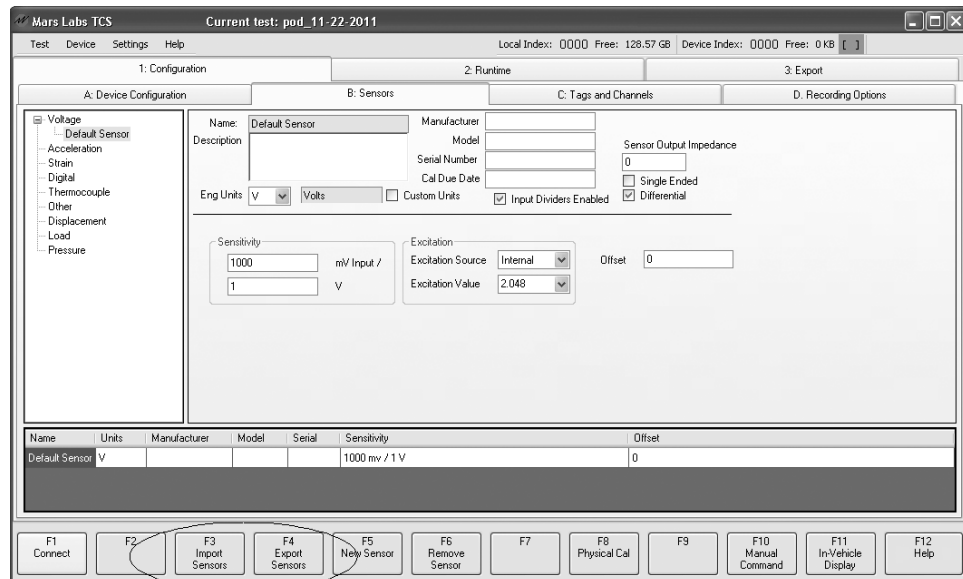 Mars Labs TCS Current test: pod_11-22-2011
Test Device Settings Help Local Index: 0000 Free: 128.57 GB Device Index: 0000 Free: 0 KB [ ]
1: Configuration 2: Runtime 3: Export
A: Device Configuration B: Sensors C: Tags and Channels D. Recording Options
Voltage
Default Sensor
Acceleration
Strain
Digital
Thermocouple
Other
Displacement
Load
Pressure
Name: Default Sensor Manufacturer
Description Model Sensor Output Impedance
Serial Number 0
Cal Due Date Single Ended
Eng Units V Volts Custom Units Input Dividers Enabled Differential
Sensitivity Excitation
1000 mV Input / Excitation Source Internal Offset 0
1 V Excitation Value 2.048
Name Units Manufacturer Model Serial Sensitivity Offset
Default Sensor V 1000 mv / 1 V 0
F1 F2 F3 F4 F5 F6 F7 F8 F9 F10 F11 F12
Connect Import Export New Sensor Remove Physical Cal Manual In-Vehicle Help
Sensors Sensors Sensor Command Display